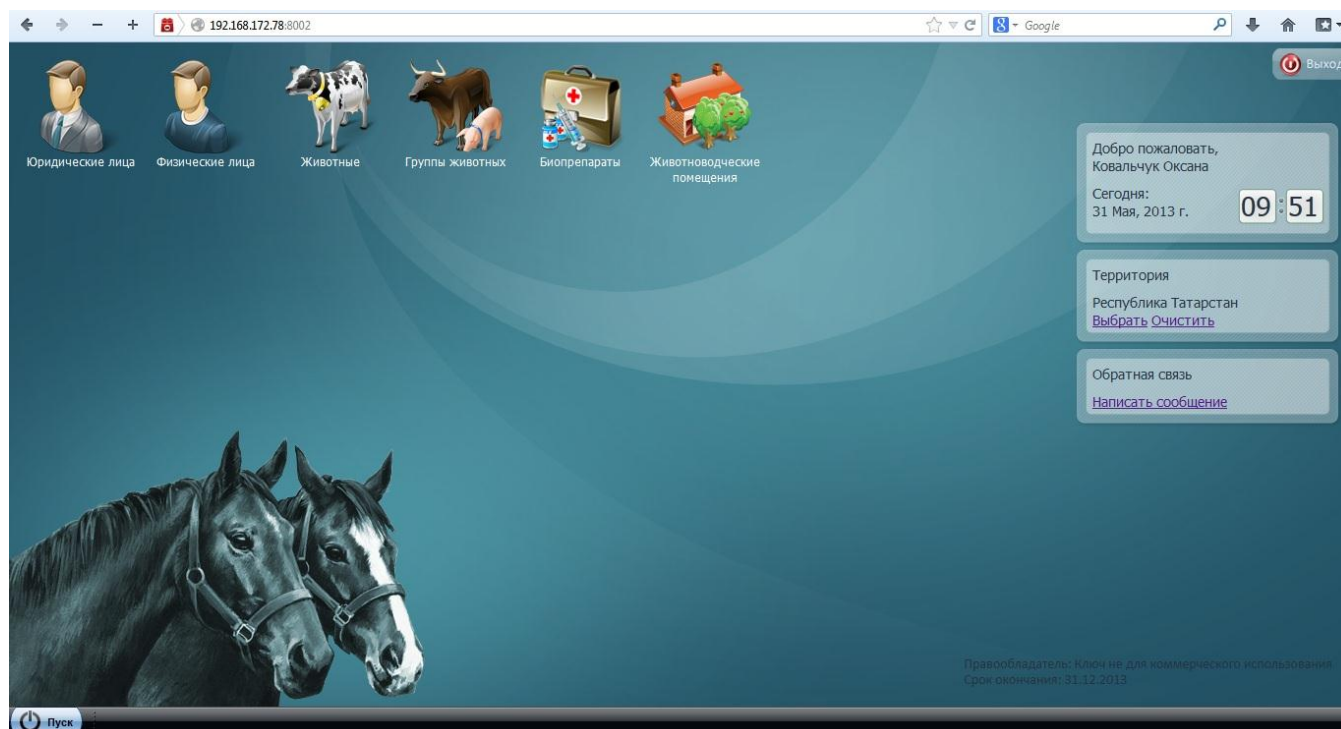 192.168.172.78:8002
Google
Выход
Юридические лица
Физические лица
Животные
Группы животных
Биопрепараты
Животноводческие
помещения
Добро пожаловать,
Ковальчук Оксана
Сегодня:
31 Мая, 2013 г.
09:51
Территория
Республика Татарстан
Выбрать Очистить
Обратная связь
Написать сообщение
Правообладатель: Ключ не для коммерческого использования
Срок окончания: 31.12.2013
Пуск